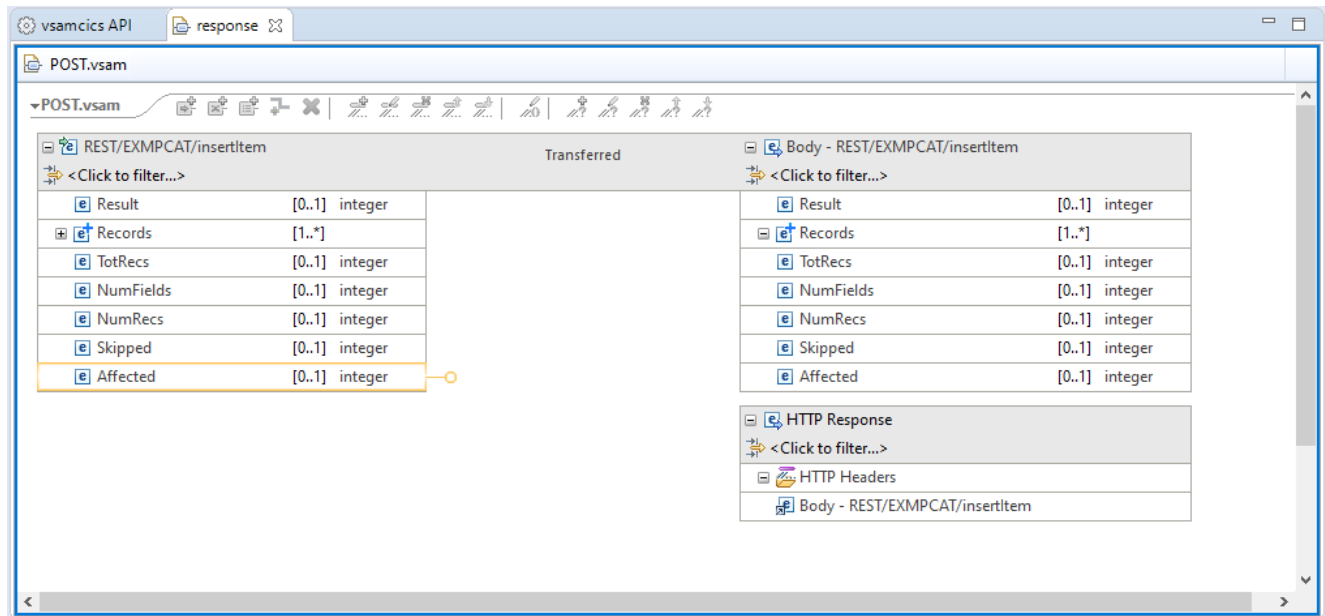 vsamcics API response
POST.vsam
POST.vsam
REST/EXMPCAT/insertItem Transferred Body - REST/EXMPCAT/insertItem
<Click to filter...> <Click to filter...>
Result [0..1] integer Result [0..1] integer
Records [1..*] Records [1..*]
TotRecs [0..1] integer TotRecs [0..1] integer
NumFields [0..1] integer NumFields [0..1] integer
NumRecs [0..1] integer NumRecs [0..1] integer
Skipped [0..1] integer Skipped [0..1] integer
Affected [0..1] integer Affected [0..1] integer
HTTP Response
<Click to filter...>
HTTP Headers
Body - REST/EXMPCAT/insertItem